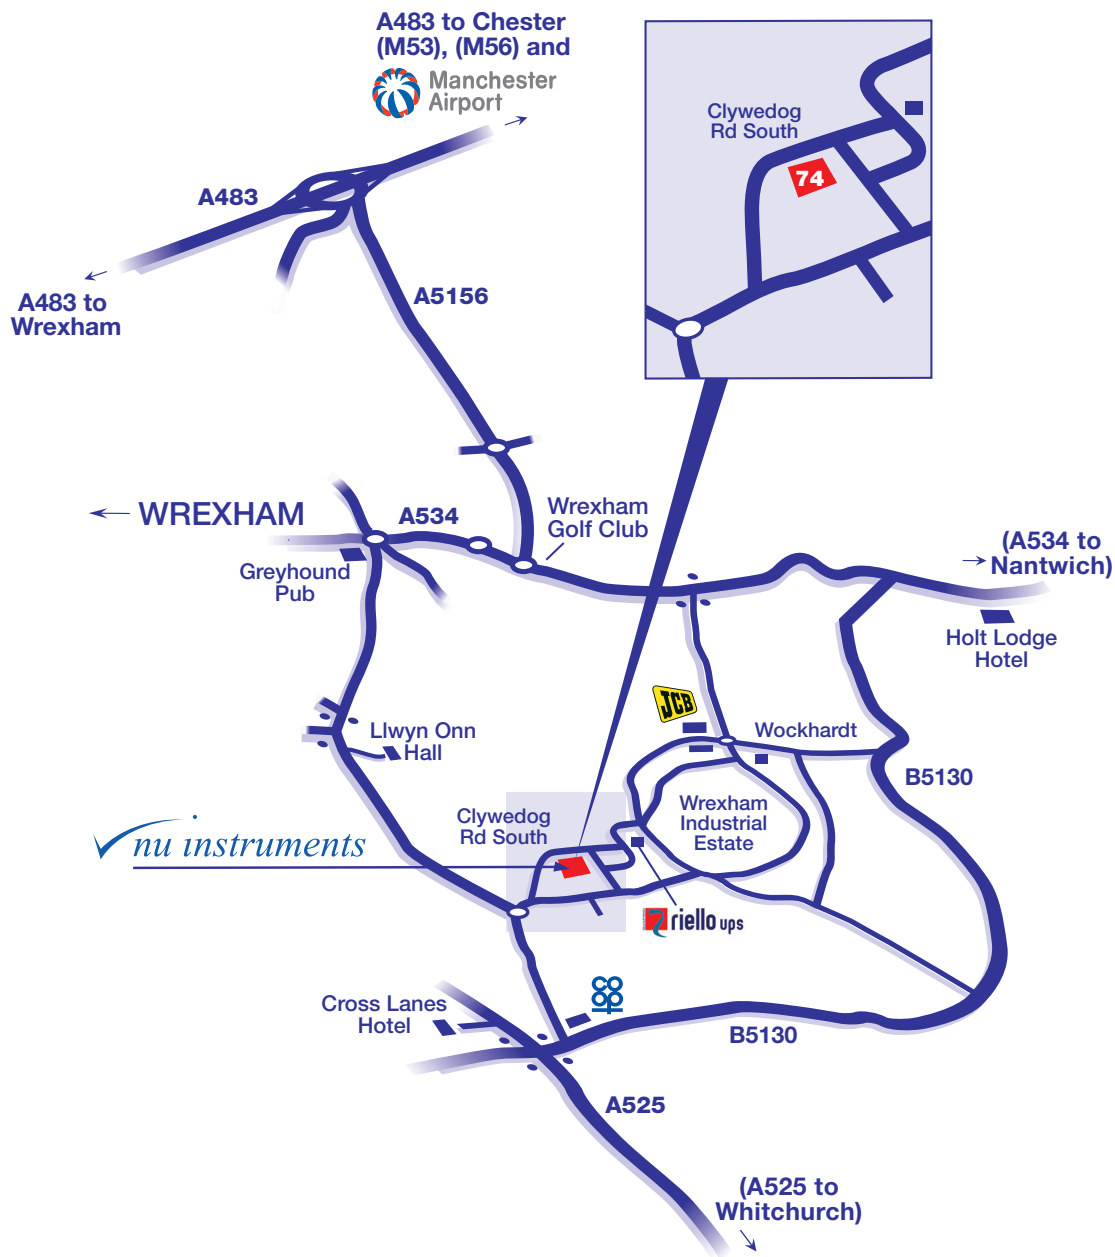 A483 to Chester
(M53), (M56) and
Manchester
Airport
Clywedog
Rd South
74
A483
A483 to
Wrexham
A5156
WREXHAM
A534
Wrexham
Golf Club
(A534 to
Nantwich)
Greyhound
Pub
Holt Lodge
Hotel
JCB
Llwyn Onn
Hall
Wockhardt
B5130
Clywedog
Rd South
Wrexham
Industrial
Estate
nu instruments
riello ups
COOP
Cross Lanes
Hotel
B5130
A525
(A525 to
Whitchurch)